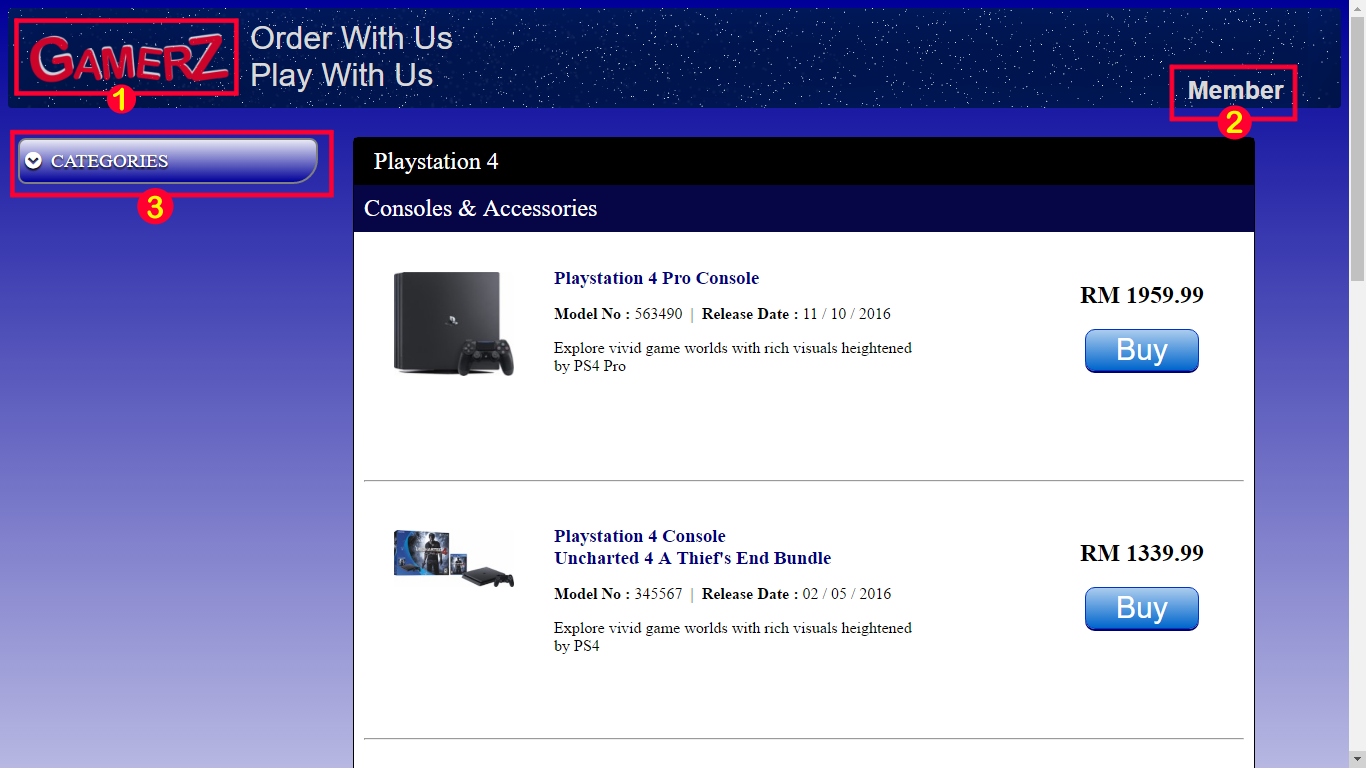 GAMERZ
Order With Us
Play With Us
1
Member
2
CATEGORIES
3
Playstation 4
Consoles & Accessories
Playstation 4 Pro Console
Model No : 563490 | Release Date : 11 / 10 / 2016
Explore vivid game worlds with rich visuals heightened
by PS4 Pro
RM 1959.99
Buy
Playstation 4 Console
Uncharted 4 A Thief's End Bundle
Model No : 345567 | Release Date : 02 / 05 / 2016
Explore vivid game worlds with rich visuals heightened
by PS4
RM 1339.99
Buy